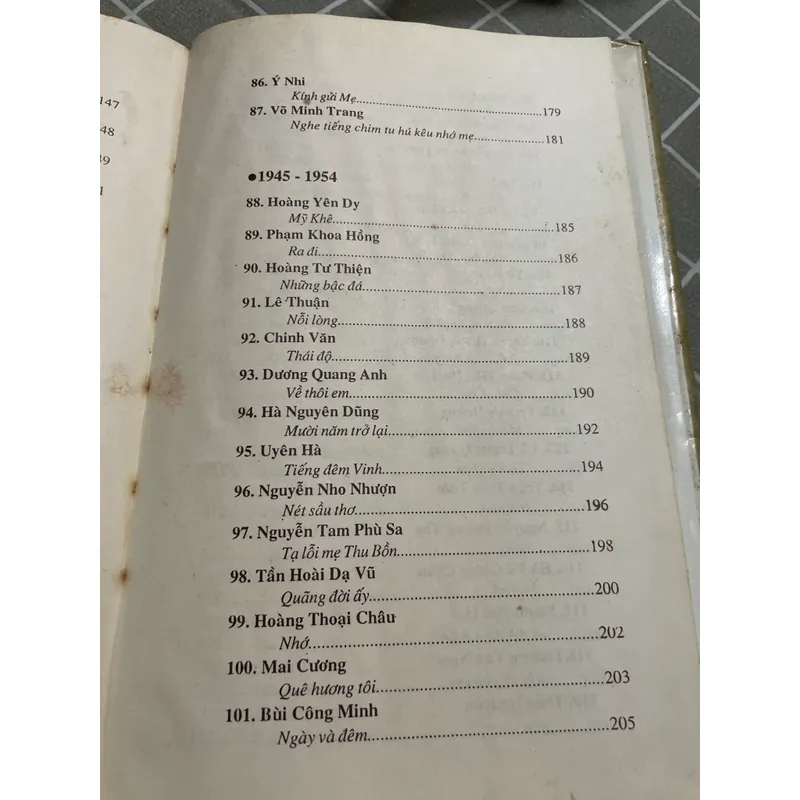 147
48
49
1
86. Ý Nhi
Kính gửi Mẹ...............................................179
87. Võ Minh Trang
Nghe tiếng chim tu hú kêu nhớ mẹ....................181
●1945 - 1954
88. Hoàng Yên Dy
Mỹ Khê......................................................185
89. Phạm Khoa Hồng
Ra đi..........................................................186
90. Hoàng Tư Thiện
Những bậc đá...............................................187
91. Lê Thuận
Nỗi lòng......................................................188
92. Chinh Văn
Thái độ.......................................................189
93. Dương Quang Anh
Về thôi em...................................................190
94. Hà Nguyên Dũng
Mười năm trở lại...........................................192
95. Uyên Hà
Tiếng đêm Vinh............................................194
96. Nguyễn Nho Nhượn
Nét sầu thơ..................................................196
97. Nguyễn Tam Phù Sa
Tạ lỗi mẹ Thu Bồn.........................................198
98. Tần Hoài Dạ Vũ
Quãng đời ấy................................................200
99. Hoàng Thoại Châu
Nhớ............................................................202
100. Mai Cương
Quê hương tôi..............................................203
101. Bùi Công Minh
Ngày và đêm................................................205